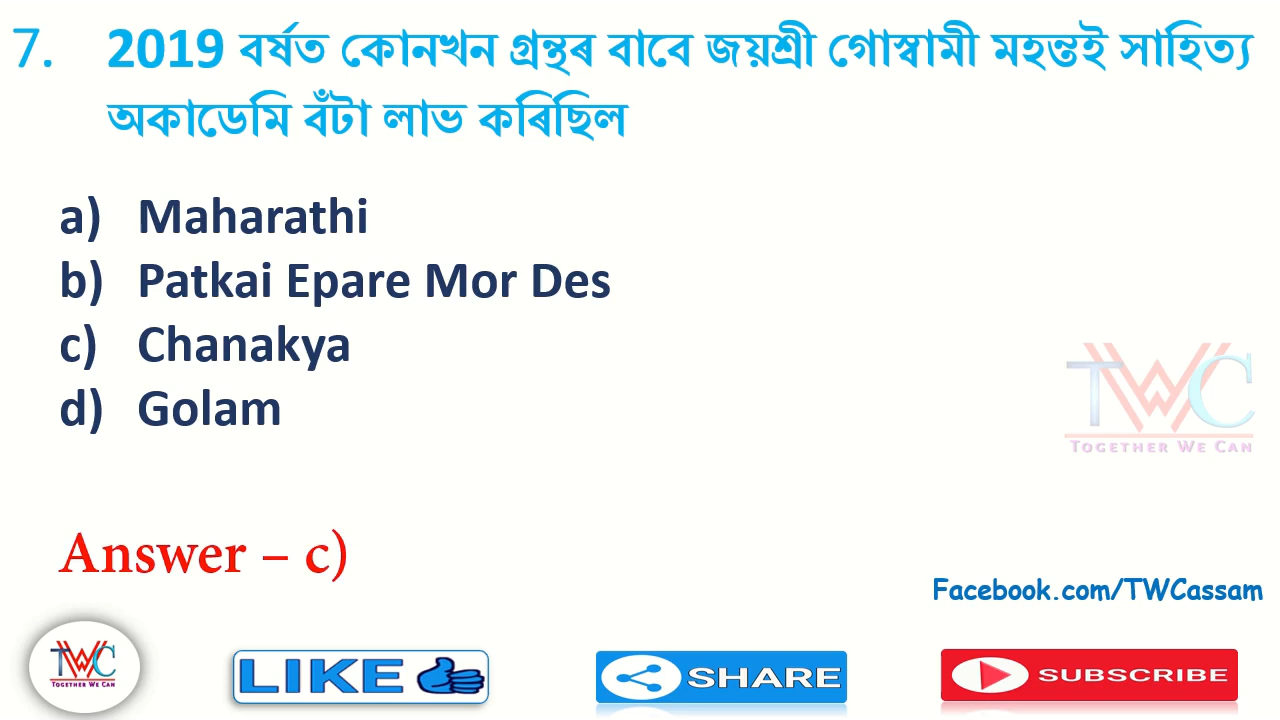 7. 2019 বৰ্ষত কোনখন গ্ৰন্থৰ বাবে জয়শ্ৰী গোস্বামী মহন্তই সাহিত্য
অকাডেমি বঁটা লাভ কৰিছিল
a) Maharathi
b) Patkai Epare Mor Des
c) Chanakya
d) Golam
TWC
TOGETHER WE CAN
Answer – c)
Facebook.com/TWCassam
TWC
TOGETHER WE CAN
LIKE
SHARE
SUBSCRIBE